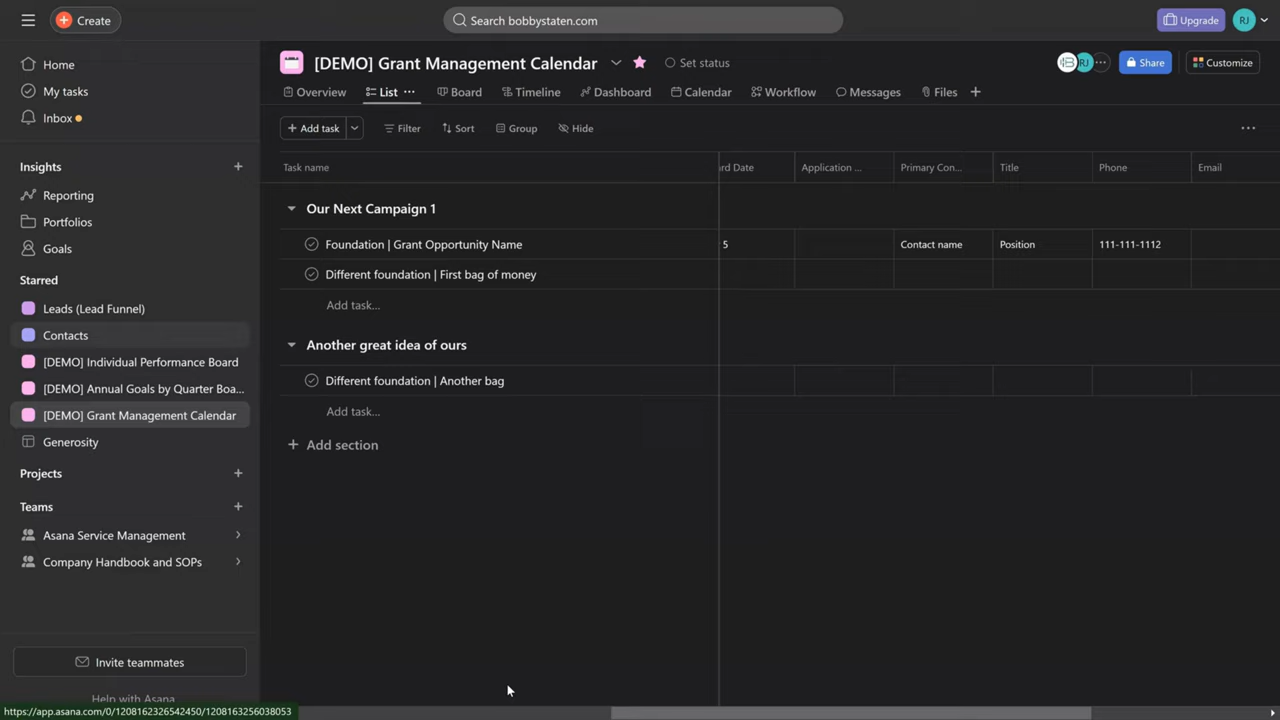 Create
Search bobbystaten.com
Upgrade
RJ
Home
My tasks
Inbox
Insights
Reporting
Portfolios
Goals
Starred
Leads (Lead Funnel)
Contacts
[DEMO] Individual Performance Board
[DEMO] Annual Goals by Quarter Boa...
[DEMO] Grant Management Calendar
Generosity
Projects
Teams
Asana Service Management
Company Handbook and SOPs
Invite teammates
Help with Asana
https://app.asana.com/0/1208162326542450/1208163256038053
[DEMO] Grant Management Calendar
Set status
RJ
Share
Customize
Overview
List
Board
Timeline
Dashboard
Calendar
Workflow
Messages
Files
Add task
Filter
Sort
Group
Hide
Task name
rd Date
Application ...
Primary Con...
Title
Phone
Email
Our Next Campaign 1
Foundation | Grant Opportunity Name
5
Contact name
Position
111-111-1112
Different foundation | First bag of money
Add task...
Another great idea of ours
Different foundation | Another bag
Add task...
Add section